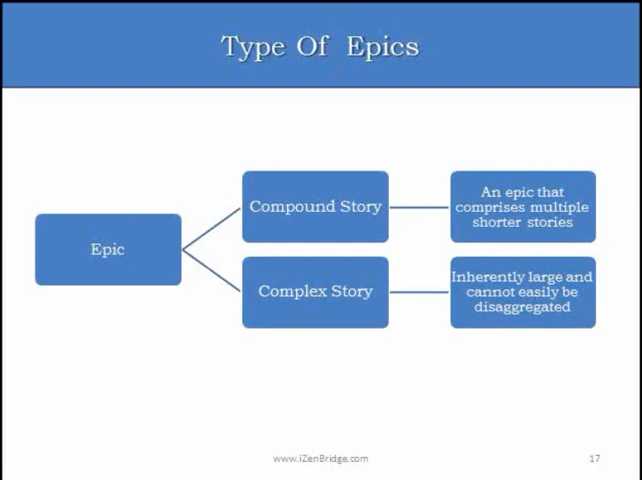 Type Of Epics
Epic
Compound Story
An epic that
comprises multiple
shorter stories
Complex Story
Inherently large and
cannot easily be
disaggregated
www.iZenBridge.com
17